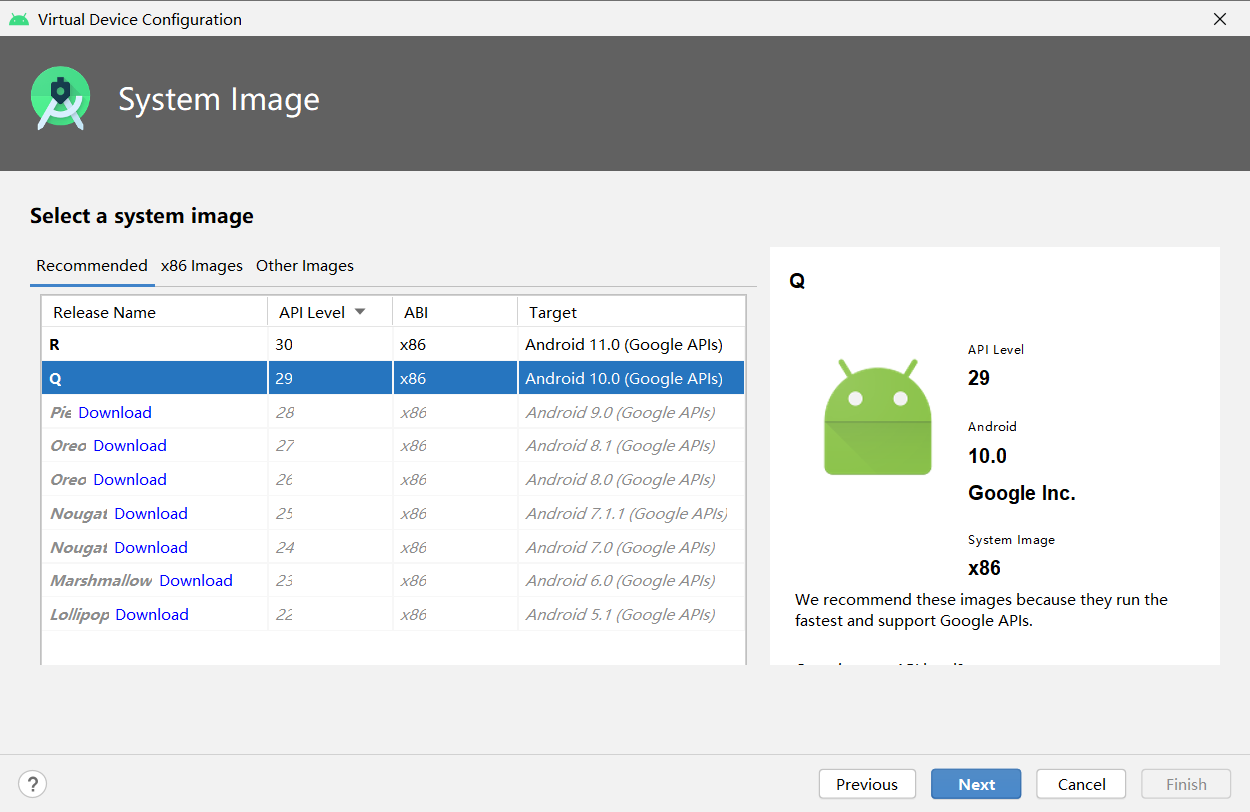 Virtual Device Configuration
System Image
Select a system image
Recommended x86 Images Other Images
Release Name API Level ABI Target
R 30 x86 Android 11.0 (Google APIs)
Q 29 x86 Android 10.0 (Google APIs)
Pie Download 28 x86 Android 9.0 (Google APIs)
Oreo Download 27 x86 Android 8.1 (Google APIs)
Oreo Download 26 x86 Android 8.0 (Google APIs)
Nougat Download 25 x86 Android 7.1.1 (Google APIs)
Nougat Download 24 x86 Android 7.0 (Google APIs)
Marshmallow Download 23 x86 Android 6.0 (Google APIs)
Lollipop Download 22 x86 Android 5.1 (Google APIs)
Q
API Level
29
Android
10.0
Google Inc.
System Image
x86
We recommend these images because they run the
fastest and support Google APIs.
? Previous Next Cancel Finish